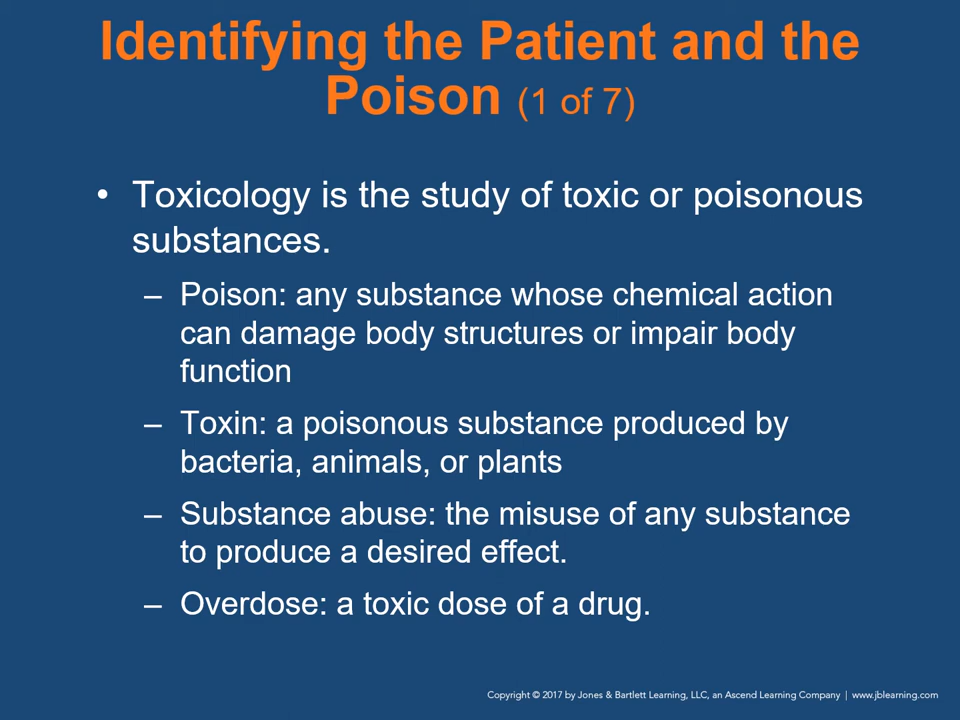 Identifying the Patient and the
Poison (1 of 7)
• Toxicology is the study of toxic or poisonous
substances.
– Poison: any substance whose chemical action
can damage body structures or impair body
function
– Toxin: a poisonous substance produced by
bacteria, animals, or plants
– Substance abuse: the misuse of any substance
to produce a desired effect.
– Overdose: a toxic dose of a drug.
Copyright © 2017 by Jones & Bartlett Learning, LLC, an Ascend Learning Company | www.jblearning.com